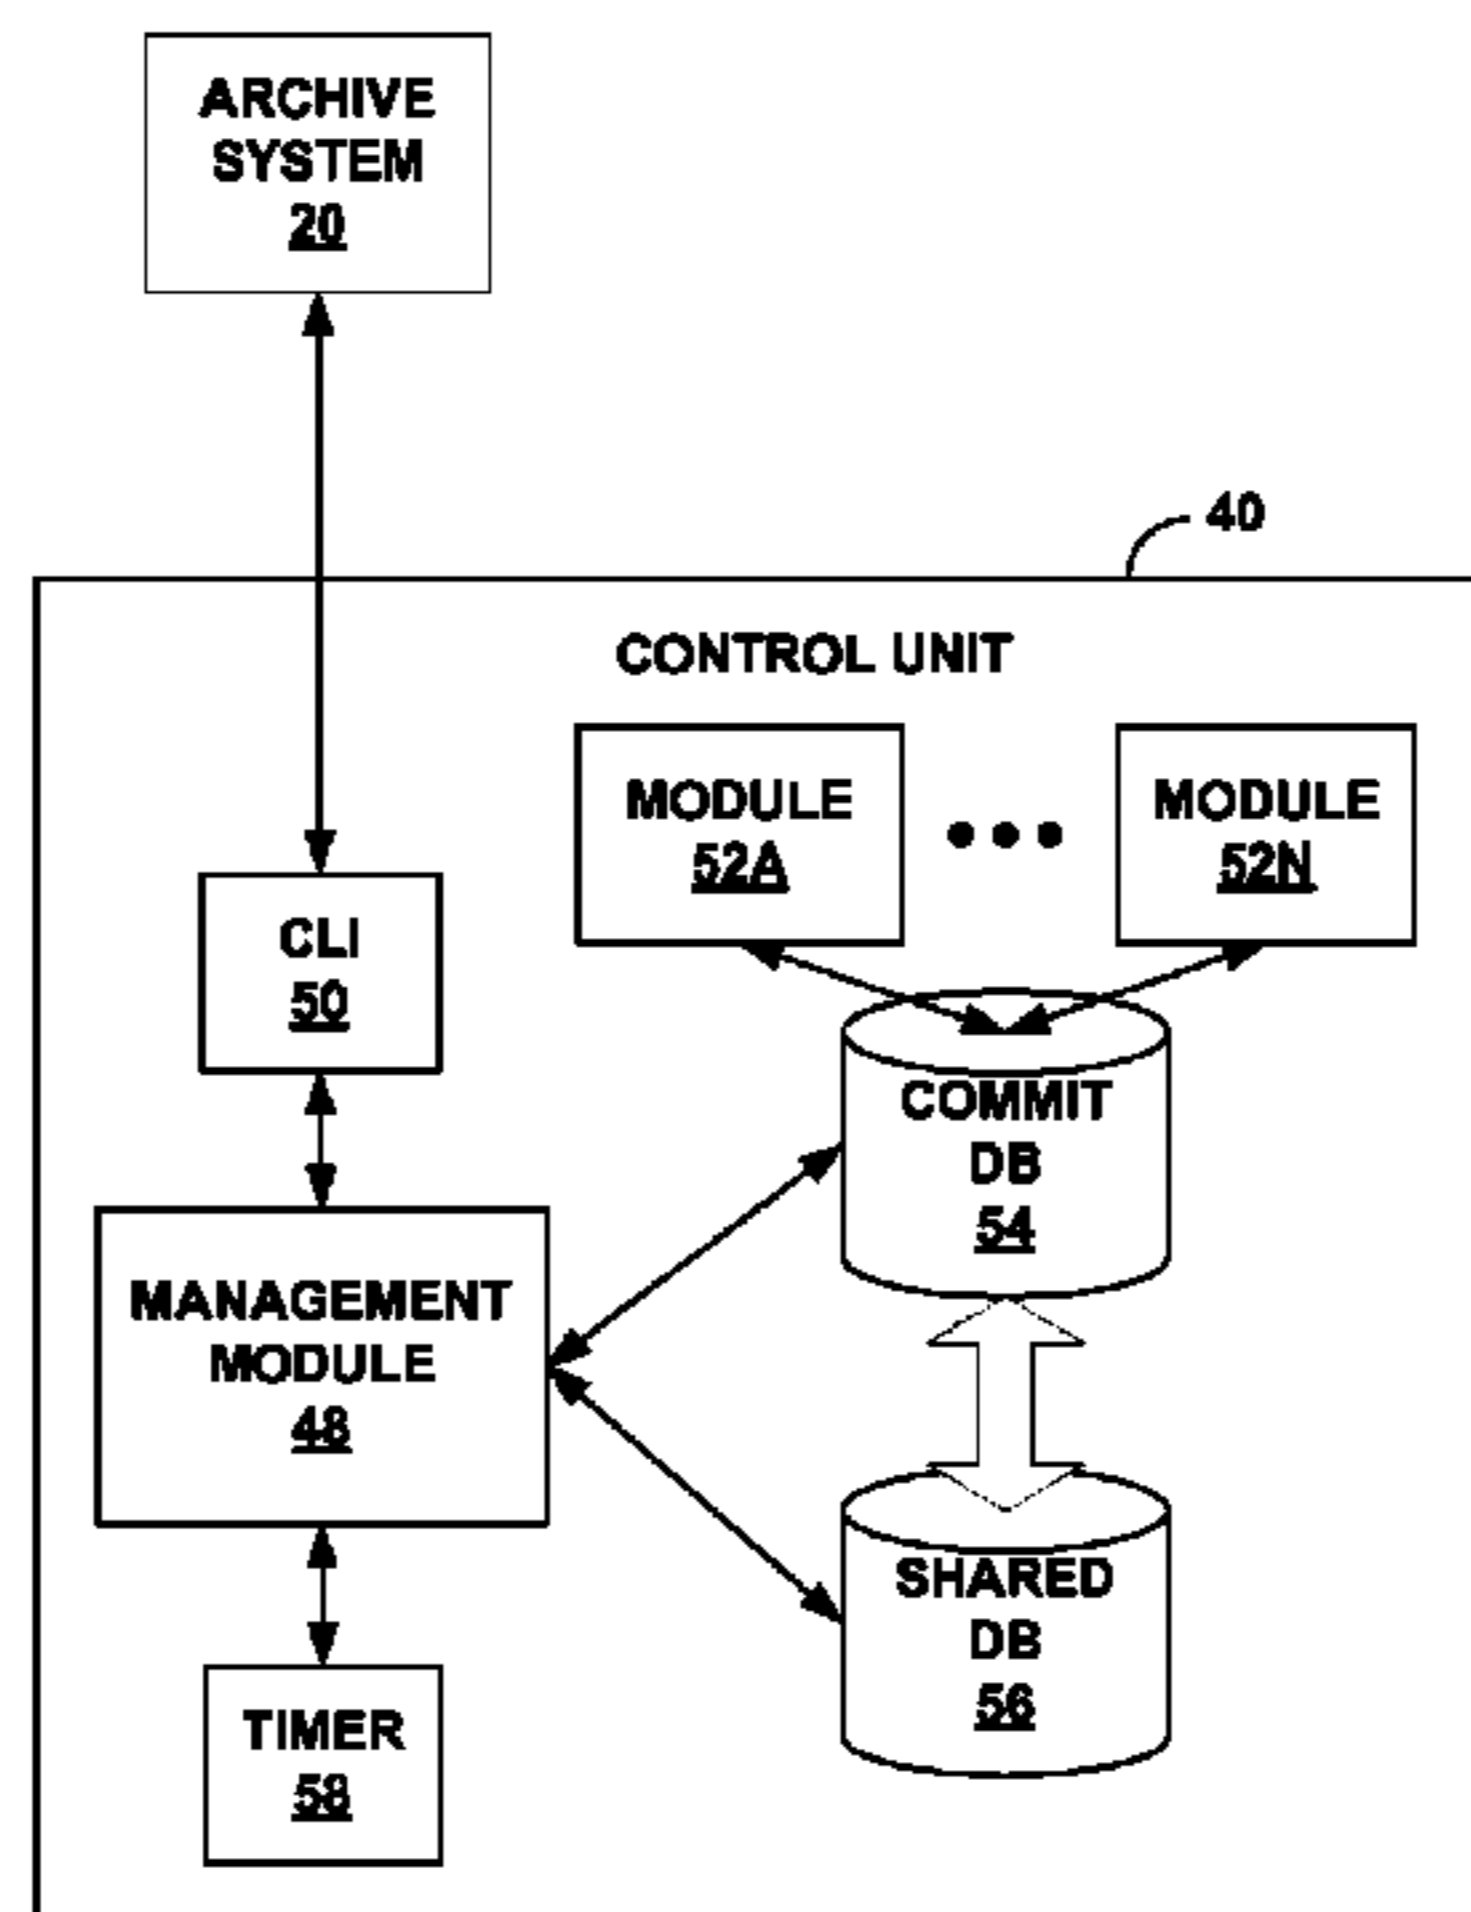 ARCHIVE
SYSTEM
20
40
CONTROL UNIT
MODULE
52A
MODULE
52N
CLI
50
COMMIT
DB
54
MANAGEMENT
MODULE
48
SHARED
DB
56
TIMER
58